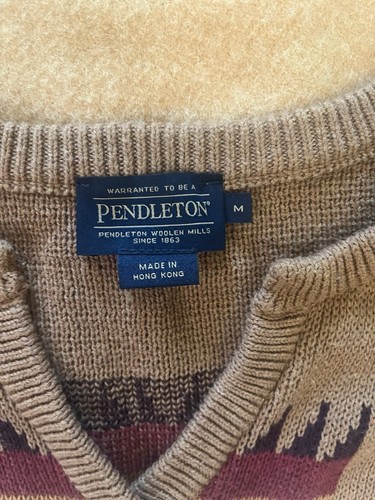 WARRANTED TO BE A
PENDLETON®
M
PENDLETON WOOLEN MILLS
SINCE 1863
MADE IN
HONG KONG